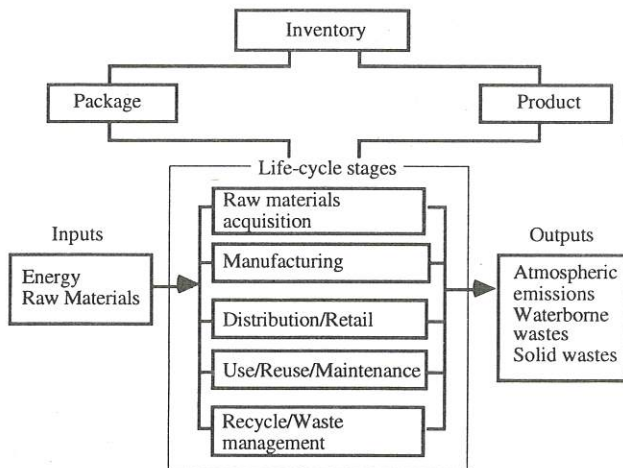 Inventory
Package
Product
Life-cycle stages
Raw materials
acquisition
Manufacturing
Distribution/Retail
Use/Reuse/Maintenance
Recycle/Waste
management
Inputs
Energy
Raw Materials
Outputs
Atmospheric
emissions
Waterborne
wastes
Solid wastes